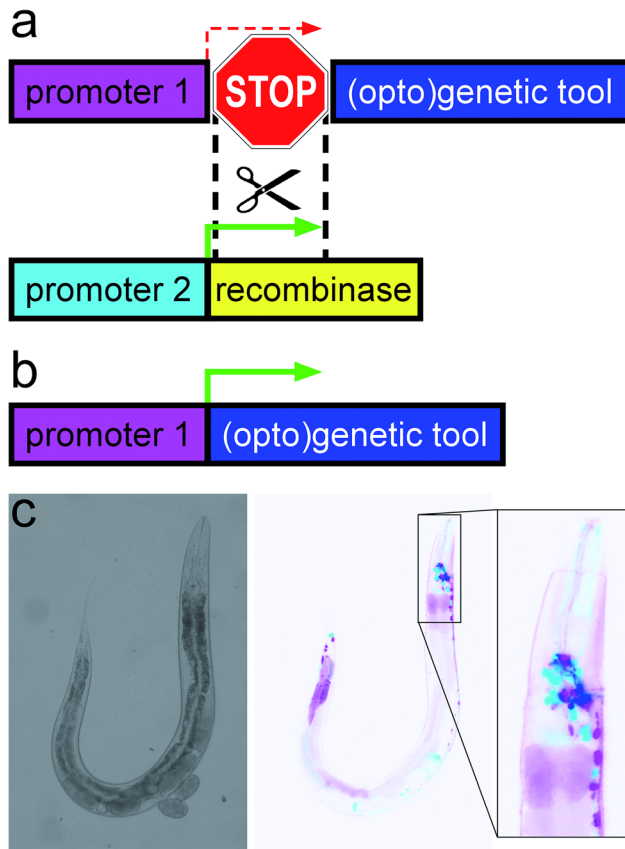 a
promoter 1
STOP
(opto)genetic tool
promoter 2
recombinase
b
promoter 1
(opto)genetic tool
c